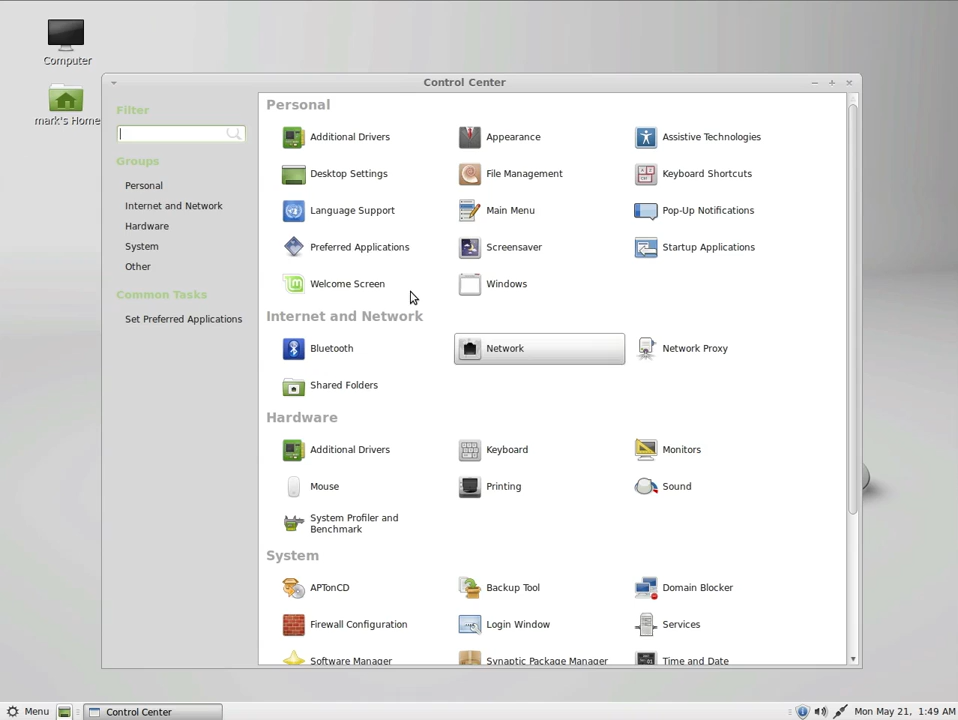 Computer
mark's Home
Control Center
Filter
Groups
Personal
Internet and Network
Hardware
System
Other
Common Tasks
Set Preferred Applications
Personal
Additional Drivers
Appearance
Assistive Technologies
Desktop Settings
File Management
Keyboard Shortcuts
Language Support
Main Menu
Pop-Up Notifications
Preferred Applications
Screensaver
Startup Applications
Welcome Screen
Windows
Internet and Network
Bluetooth
Network
Network Proxy
Shared Folders
Hardware
Additional Drivers
Keyboard
Monitors
Mouse
Printing
Sound
System Profiler and
Benchmark
System
APTonCD
Backup Tool
Domain Blocker
Firewall Configuration
Login Window
Services
Software Manager
Synaptic Package Manager
Time and Date
Menu
Control Center
Mon May 21, 1:49 AM